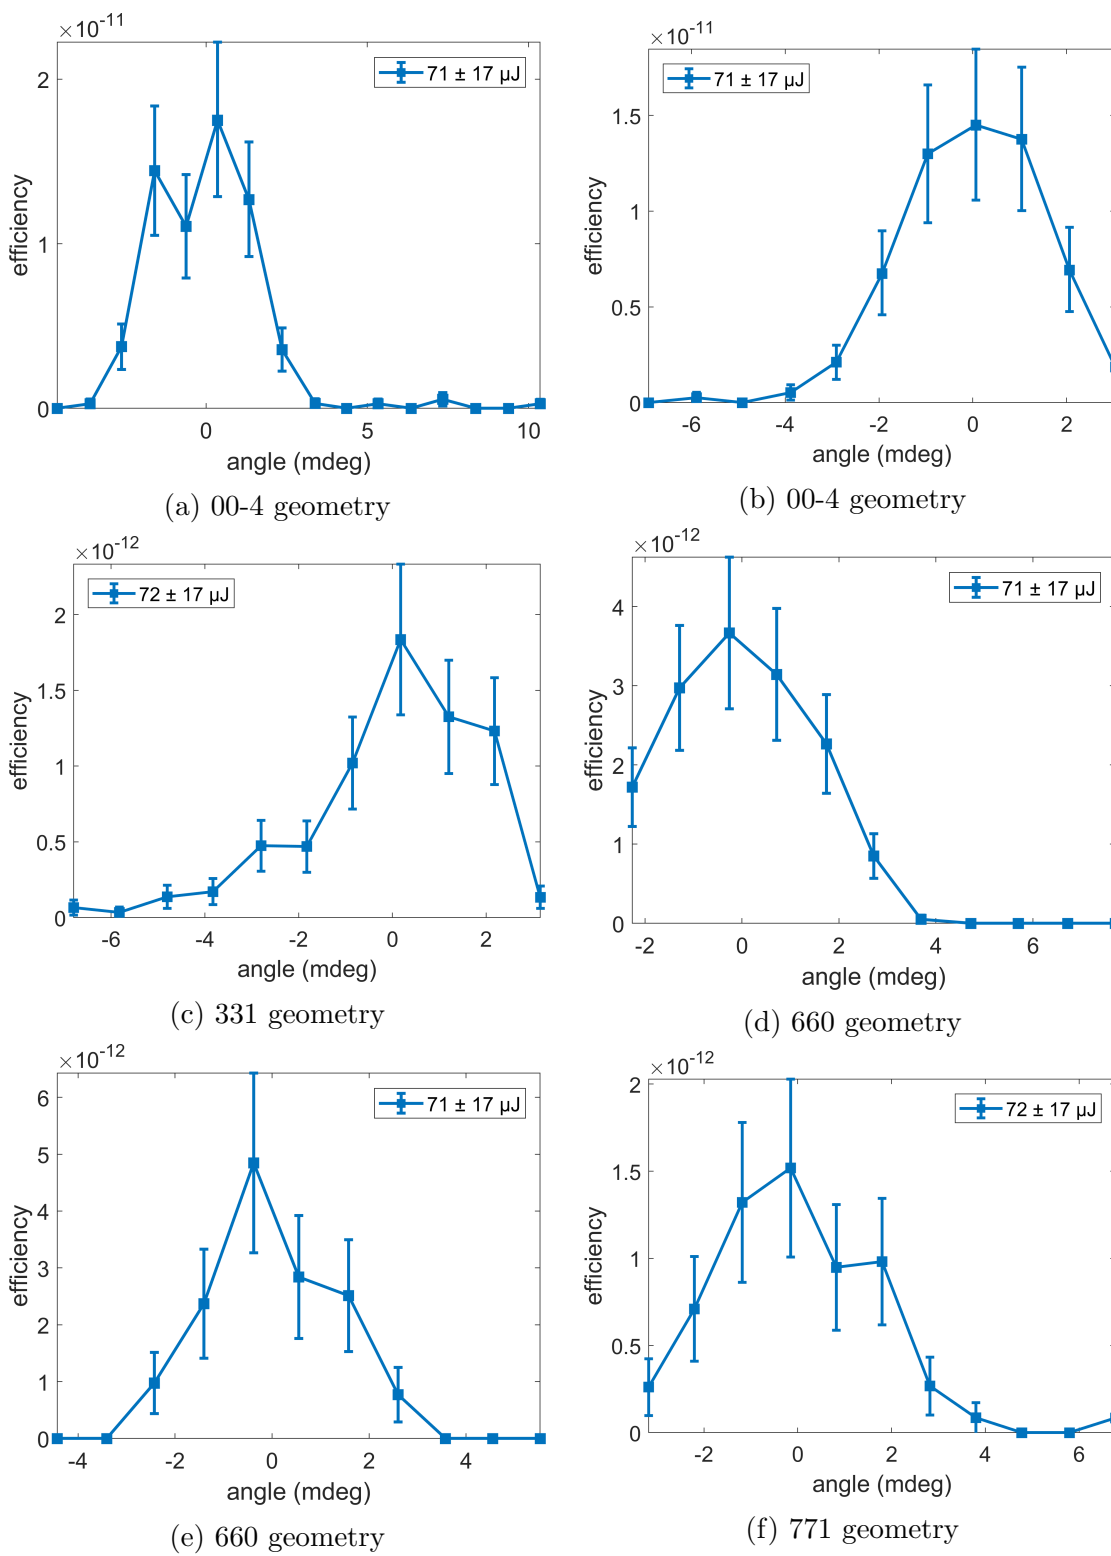 ×10-11
71 ± 17 μJ
2
1
0
efficiency
0 5 10
angle (mdeg)
(a) 00-4 geometry
×10-11
71 ± 17 μJ
1.5
1
0.5
0
efficiency
-6 -4 -2 0 2
angle (mdeg)
(b) 00-4 geometry
×10-12
72 ± 17 μJ
2
1.5
1
0.5
0
efficiency
-6 -4 -2 0 2
angle (mdeg)
(c) 331 geometry
×10-12
71 ± 17 μJ
4
3
2
1
0
efficiency
-2 0 2 4 6
angle (mdeg)
(d) 660 geometry
×10-12
71 ± 17 μJ
6
5
4
3
2
1
0
efficiency
-4 -2 0 2 4
angle (mdeg)
(e) 660 geometry
×10-12
72 ± 17 μJ
2
1.5
1
0.5
0
efficiency
-2 0 2 4 6
angle (mdeg)
(f) 771 geometry